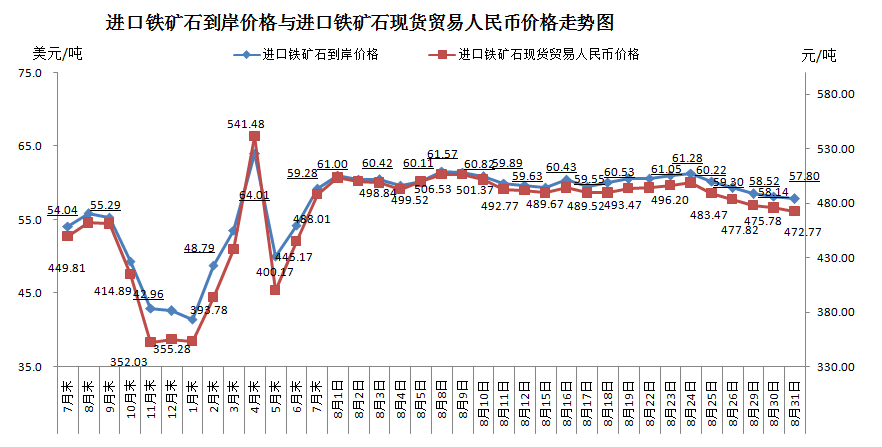 进口铁矿石到岸价格与进口铁矿石现货贸易人民币价格走势图
美元/吨
元/吨
进口铁矿石到岸价格
进口铁矿石现货贸易人民币价格
75.0
65.0
55.0
45.0
35.0
580.00
530.00
480.00
430.00
380.00
330.00
54.04
55.29
42.96
48.79
64.01
59.28
61.00
60.42
60.11
61.57
60.82
59.89
59.63
60.43
59.55
60.53
61.05
61.28
60.22
59.30
58.52
58.14
57.80
449.81
414.89
352.03
355.28
393.78
541.48
400.17
445.17
488.01
498.84
499.52
506.53
501.37
492.77
489.67
489.52
493.47
496.20
483.47
477.82
475.78
472.77
7月末
8月末
9月末
10月末
11月末
12月末
1月末
2月末
3月末
4月末
5月末
6月末
7月末
8月1日
8月2日
8月3日
8月4日
8月5日
8月8日
8月9日
8月10日
8月11日
8月12日
8月15日
8月16日
8月17日
8月18日
8月19日
8月22日
8月23日
8月24日
8月25日
8月26日
8月29日
8月30日
8月31日